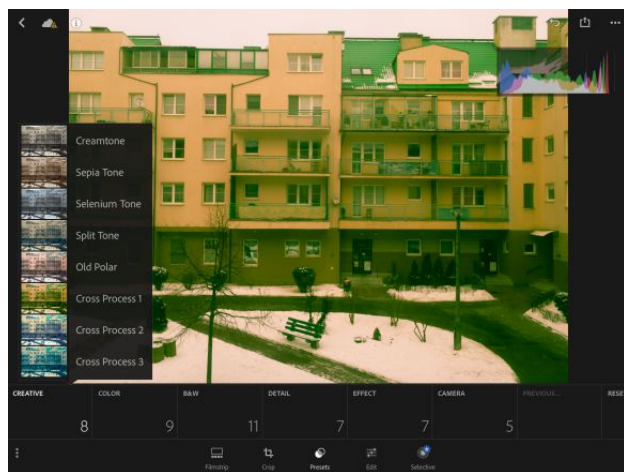 Creamtone
Sepia Tone
Selenium Tone
Split Tone
Old Polar
Cross Process 1
Cross Process 2
Cross Process 3
CREATIVE COLOR B&W DETAIL EFFECT CAMERA PREVIOUS... RESE
8 9 11 7 7 5
Filmstrip Crop Presets Edit Selective